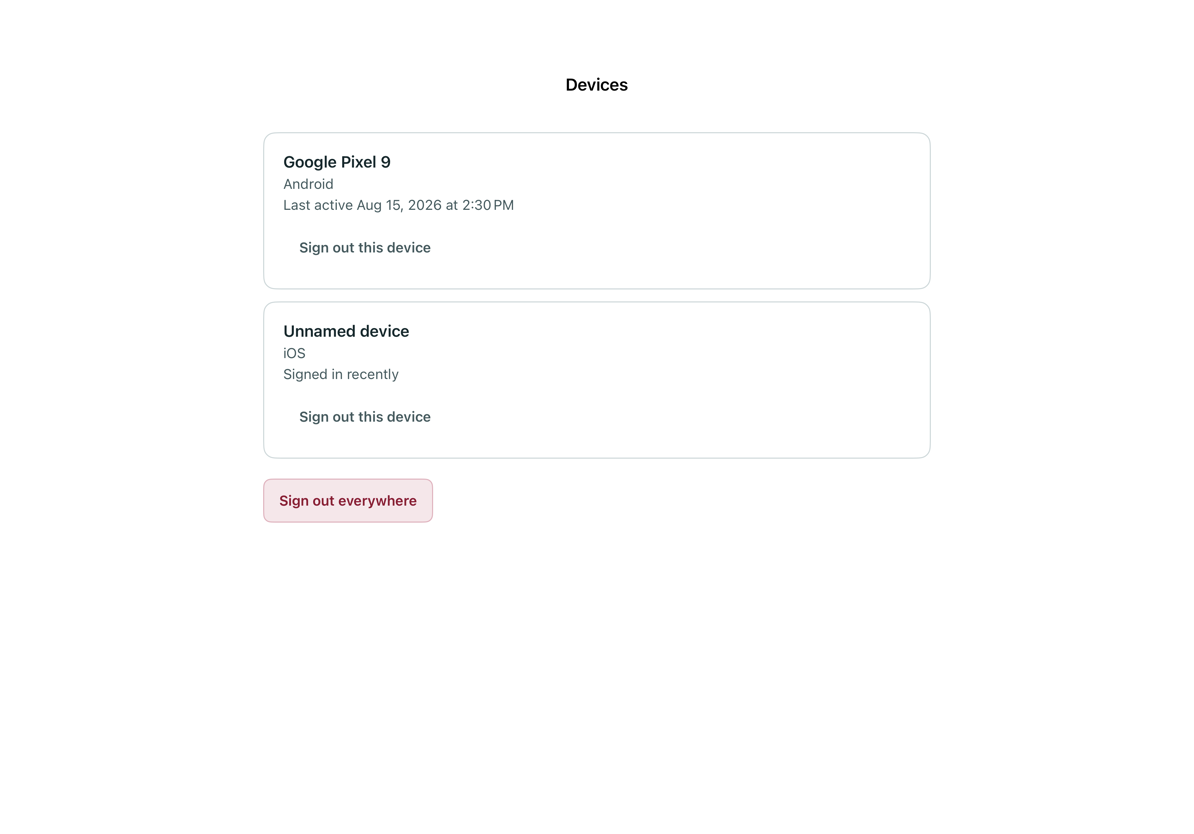 Devices
Google Pixel 9
Android
Last active Aug 15, 2026 at 2:30 PM
Sign out this device
Unnamed device
iOS
Signed in recently
Sign out this device
Sign out everywhere